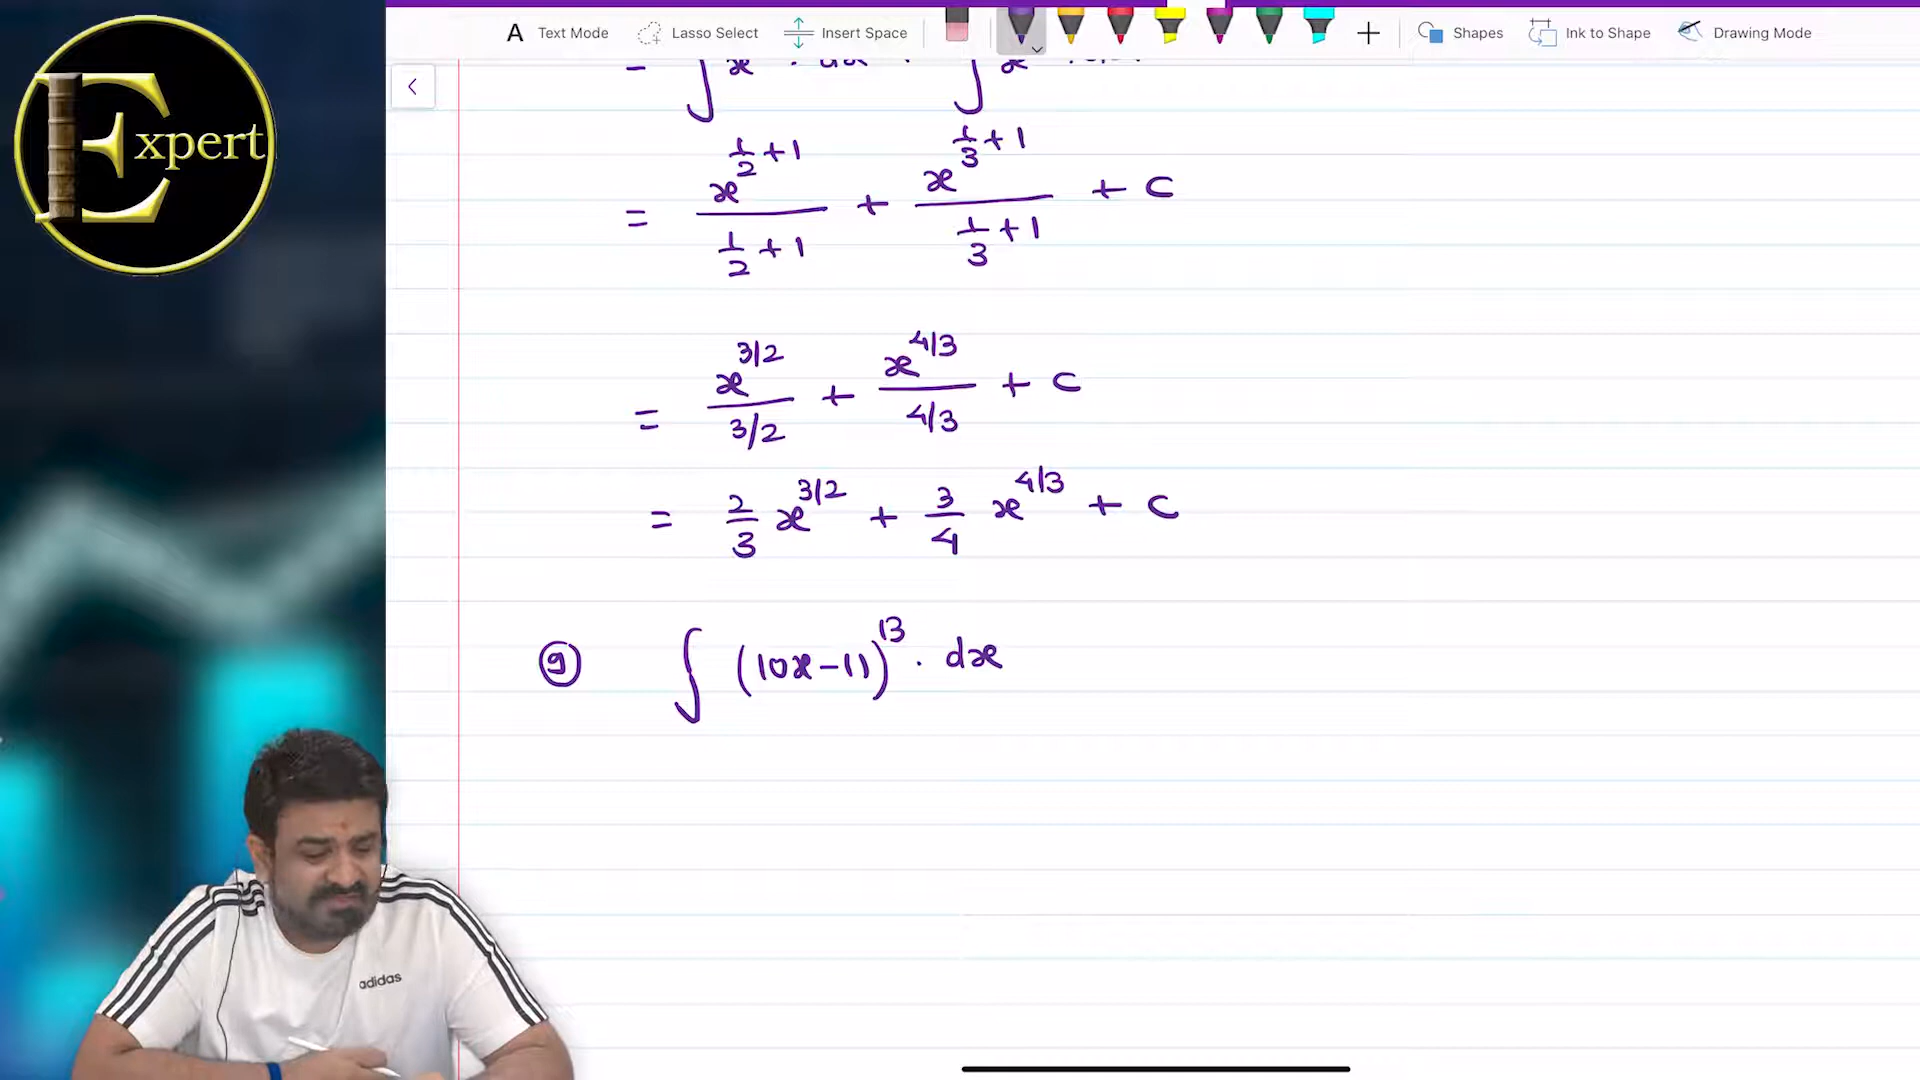 Expert
A Text Mode Lasso Select Insert Space Shapes Ink to Shape Drawing Mode
= x^{1/2+1}/(1/2+1) + x^{1/3+1}/(1/3+1) + c
= x^{3/2}/(3/2) + x^{4/3}/(4/3) + c
= 2/3 x^{3/2} + 3/4 x^{4/3} + c
⑨ ∫ (10x-11)^{13} . dx
adidas